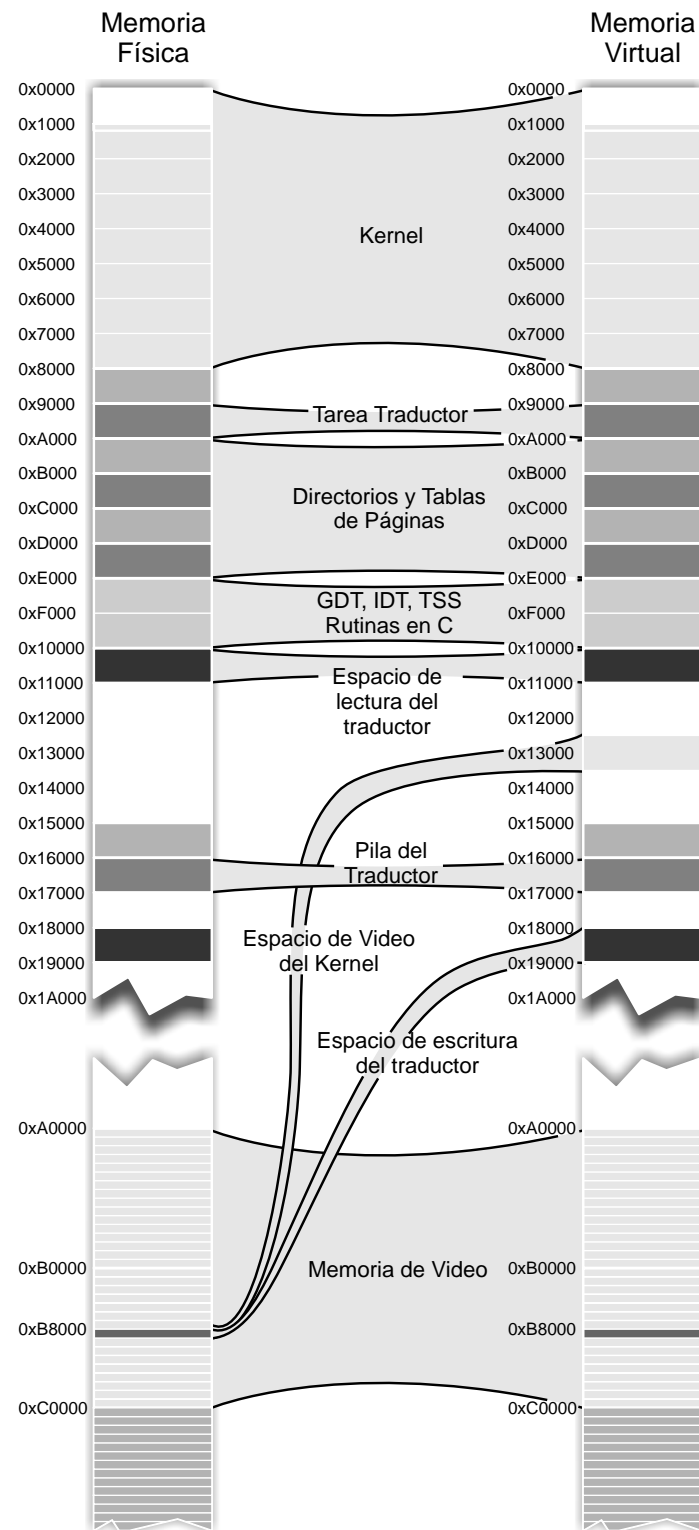 Memoria
Física
Memoria
Virtual
0x0000
0x1000
0x2000
0x3000
0x4000
0x5000
0x6000
0x7000
0x8000
0x9000
0xA000
0xB000
0xC000
0xD000
0xE000
0xF000
0x10000
0x11000
0x12000
0x13000
0x14000
0x15000
0x16000
0x17000
0x18000
0x19000
0x1A000
0xA0000
0xB0000
0xB8000
0xC0000
Kernel
Tarea Traductor
Directorios y Tablas
de Páginas
GDT, IDT, TSS
Rutinas en C
Espacio de
lectura del
traductor
Pila del
Traductor
Espacio de Video
del Kernel
Espacio de escritura
del traductor
Memoria de Video
0x0000
0x1000
0x2000
0x3000
0x4000
0x5000
0x6000
0x7000
0x8000
0x9000
0xA000
0xB000
0xC000
0xD000
0xE000
0xF000
0x10000
0x11000
0x12000
0x13000
0x14000
0x15000
0x16000
0x17000
0x18000
0x19000
0x1A000
0xA0000
0xB0000
0xB8000
0xC0000